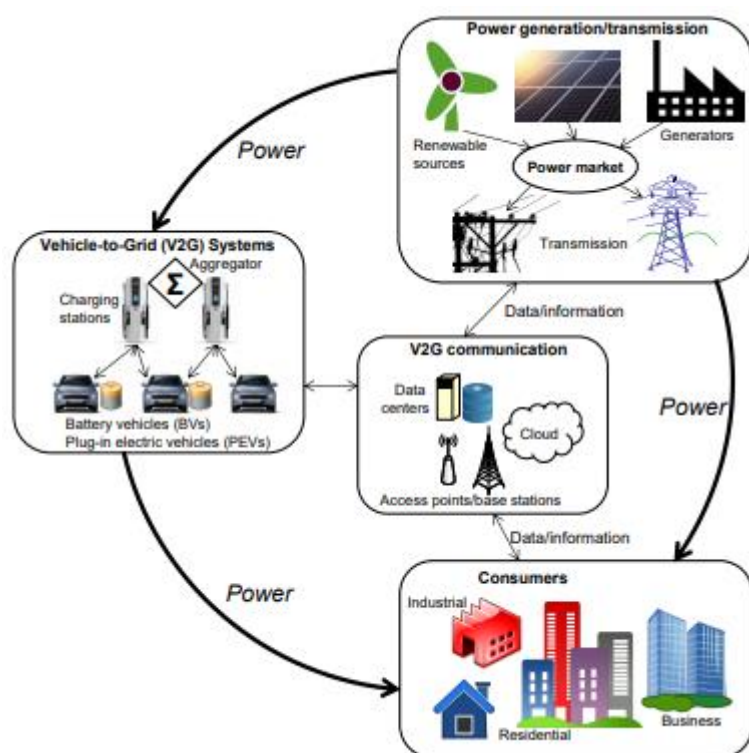 Power generation/transmission
Renewable
sources
Generators
Power market
Transmission
Power
Vehicle-to-Grid (V2G) Systems
Aggregator
Σ
Charging
stations
Battery vehicles (BVs)
Plug-in electric vehicles (PEVs)
Data/information
V2G communication
Data
centers
Cloud
Access points/base stations
Power
Data/information
Power
Consumers
Industrial
Residential
Business